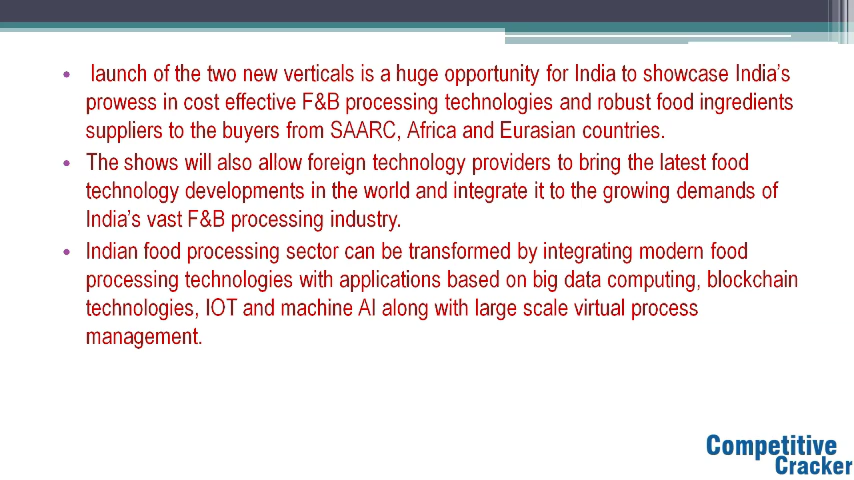 • launch of the two new verticals is a huge opportunity for India to showcase India's
prowess in cost effective F&B processing technologies and robust food ingredients
suppliers to the buyers from SAARC, Africa and Eurasian countries.
• The shows will also allow foreign technology providers to bring the latest food
technology developments in the world and integrate it to the growing demands of
India's vast F&B processing industry.
• Indian food processing sector can be transformed by integrating modern food
processing technologies with applications based on big data computing, blockchain
technologies, IOT and machine AI along with large scale virtual process
management.
Competitive
Cracker